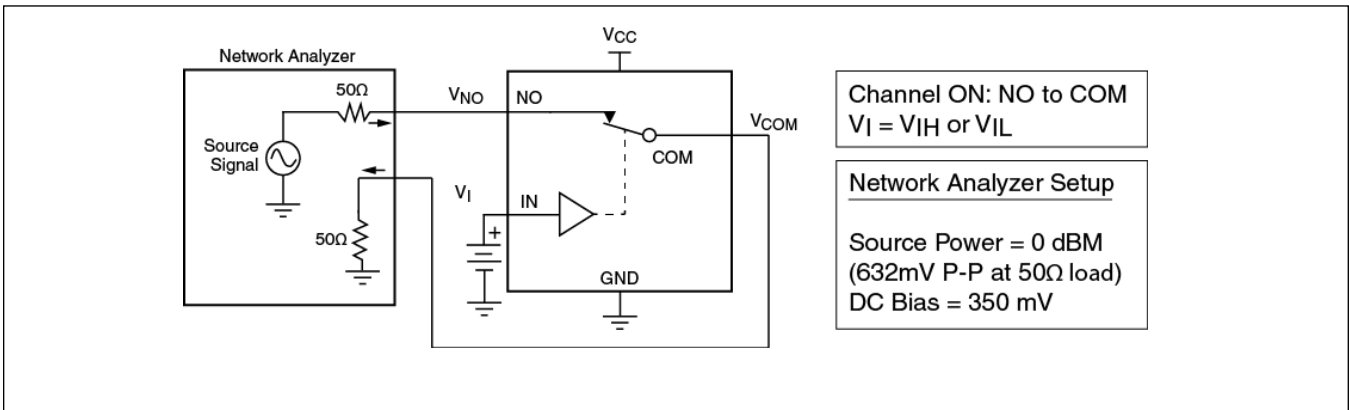 Network Analyzer
50Ω
Source
Signal
50Ω
VNO
VI
+
VCC
NO
COM
IN
GND
VCOM
Channel ON: NO to COM
VI = VIH or VIL
Network Analyzer Setup
Source Power = 0 dBM
(632mV P-P at 50Ω load)
DC Bias = 350 mV